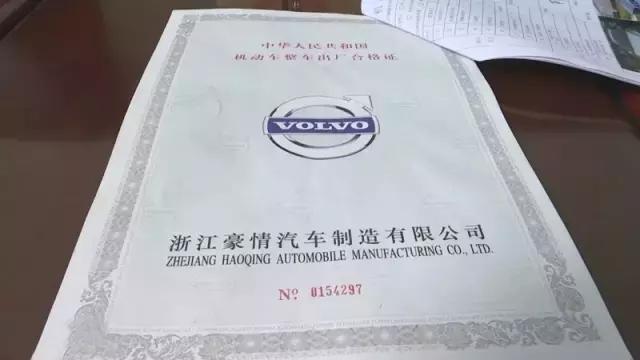 中华人民共和国
机动车整车出厂合格证
VOLVO
浙江豪情汽车制造有限公司
ZHEJIANG HAOQING AUTOMOBILE MANUFACTURING CO., LTD.
No. 0154297